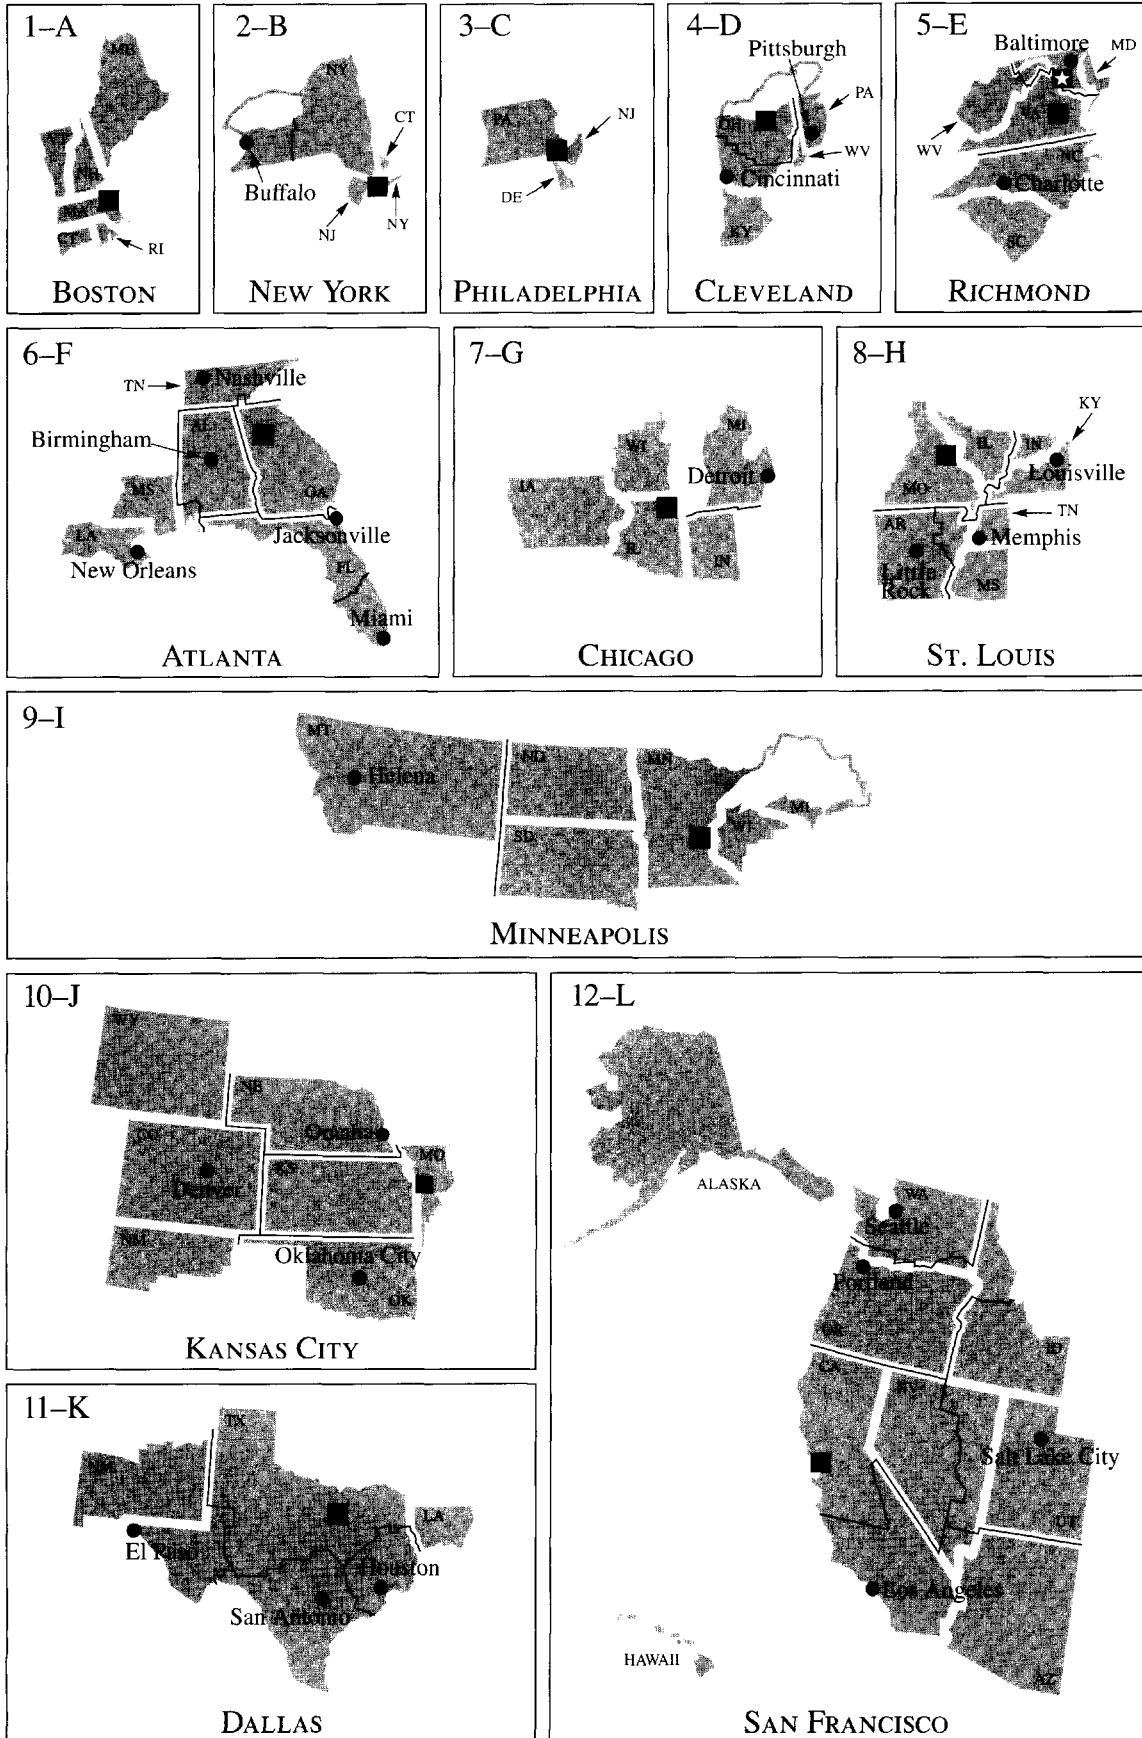 1–A
ME
NH
MA
CT
RI
BOSTON
2–B
NY
CT
Buffalo
NJ
NY
NEW YORK
3–C
PA
NJ
DE
PHILADELPHIA
4–D
Pittsburgh
PA
OH
WV
Cincinnati
KY
CLEVELAND
5–E
Baltimore
MD
VA
WV
NC
Charlotte
SC
RICHMOND
6–F
TN
Nashville
AL
Birmingham
MS
GA
LA
Jacksonville
New Orleans
FL
Miami
ATLANTA
7–G
WI
MI
IA
Detroit
IL
IN
CHICAGO
8–H
KY
IL
IN
Louisville
MO
TN
AR
Memphis
Little
Rock
MS
ST. LOUIS
9–I
MT
ND
MN
Helena
MI
WI
SD
MINNEAPOLIS
10–J
WY
NE
CO
Omaha
MO
KS
Denver
NM
Oklahoma City
OK
KANSAS CITY
11–K
TX
NM
LA
El Paso
Houston
San Antonio
DALLAS
12–L
ALASKA
WA
Seattle
Portland
OR
ID
CA
NV
Salt Lake City
UT
Los Angeles
HAWAII
AZ
SAN FRANCISCO